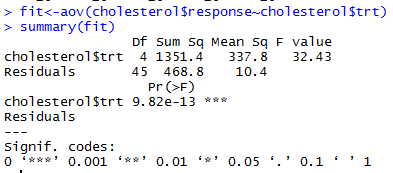 > fit<-aov(cholesterol$response~cholesterol$trt)
> summary(fit)
                Df Sum Sq Mean Sq F value
cholesterol$trt  4 1351.4   337.8   32.43
Residuals       45  468.8    10.4
                  Pr(>F)
cholesterol$trt 9.82e-13 ***
Residuals
---
Signif. codes:
0 ‘***’ 0.001 ‘**’ 0.01 ‘*’ 0.05 ‘.’ 0.1 ‘ ’ 1